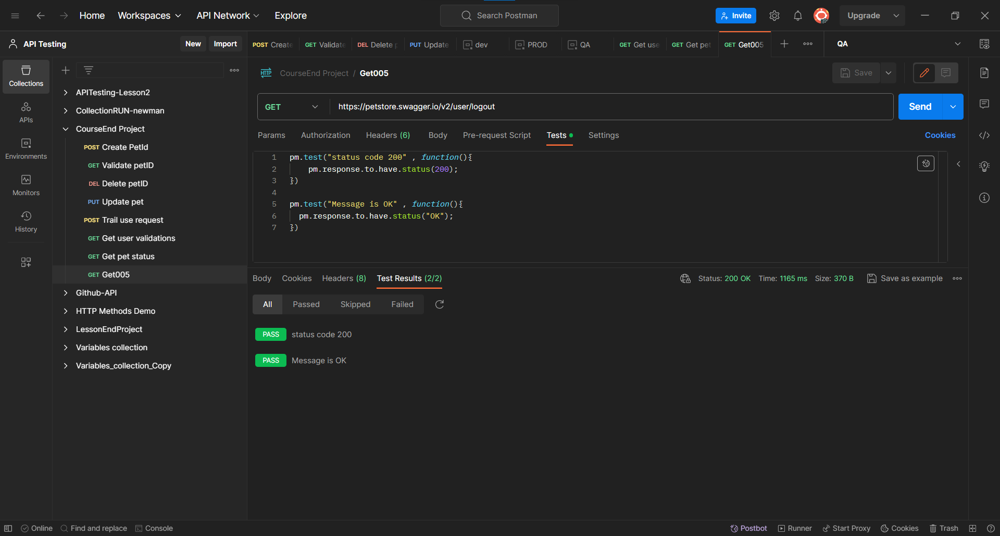 Home Workspaces API Network Explore Search Postman Invite Upgrade
API Testing New Import POST Create GET Validate DEL Delete p PUT Update dev PROD QA GET Get use GET Get pet GET Get005 QA
Collections
APIs
Environments
Monitors
History
APITesting-Lesson2
CollectionRUN-newman
CourseEnd Project
POST Create PetId
GET Validate petID
DEL Delete petID
PUT Update pet
POST Trail use request
GET Get user validations
GET Get pet status
GET Get005
Github-API
HTTP Methods Demo
LessonEndProject
Variables collection
Variables_collection_Copy
HTTP CourseEnd Project / Get005 Save
GET https://petstore.swagger.io/v2/user/logout Send
Params Authorization Headers (6) Body Pre-request Script Tests Settings Cookies
1 pm.test("status code 200" , function(){
2 pm.response.to.have.status(200);
3 })
4
5 pm.test("Message is OK" , function(){
6 pm.response.to.have.status("OK");
7 })
Body Cookies Headers (8) Test Results (2/2) Status: 200 OK Time: 1165 ms Size: 370 B Save as example
All Passed Skipped Failed
PASS status code 200
PASS Message is OK
Online Find and replace Console Postbot Runner Start Proxy Cookies Trash